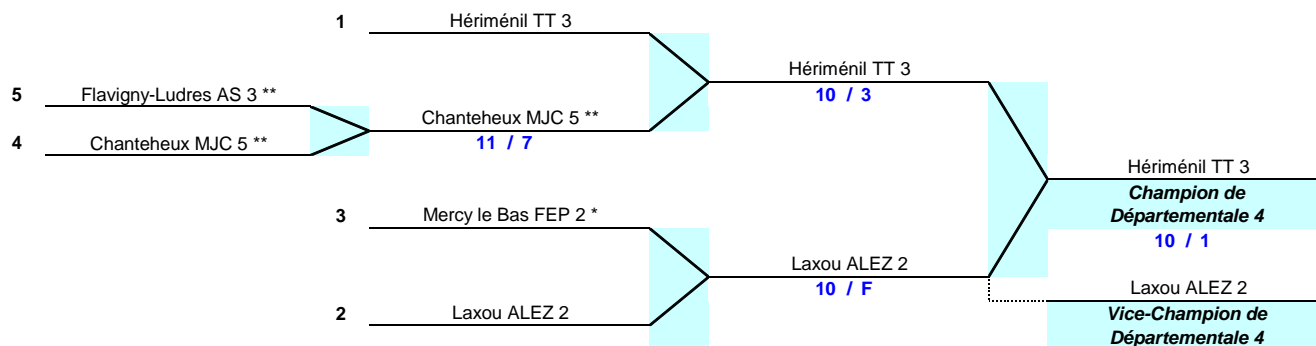 1 Hériménil TT 3
Hériménil TT 3
10 / 3
5 Flavigny-Ludres AS 3 **
Chanteheux MJC 5 **
11 / 7
4 Chanteheux MJC 5 **
Hériménil TT 3
Champion de
Départementale 4
10 / 1
3 Mercy le Bas FEP 2 *
Laxou ALEZ 2
10 / F
Laxou ALEZ 2
Vice-Champion de
Départementale 4
2 Laxou ALEZ 2